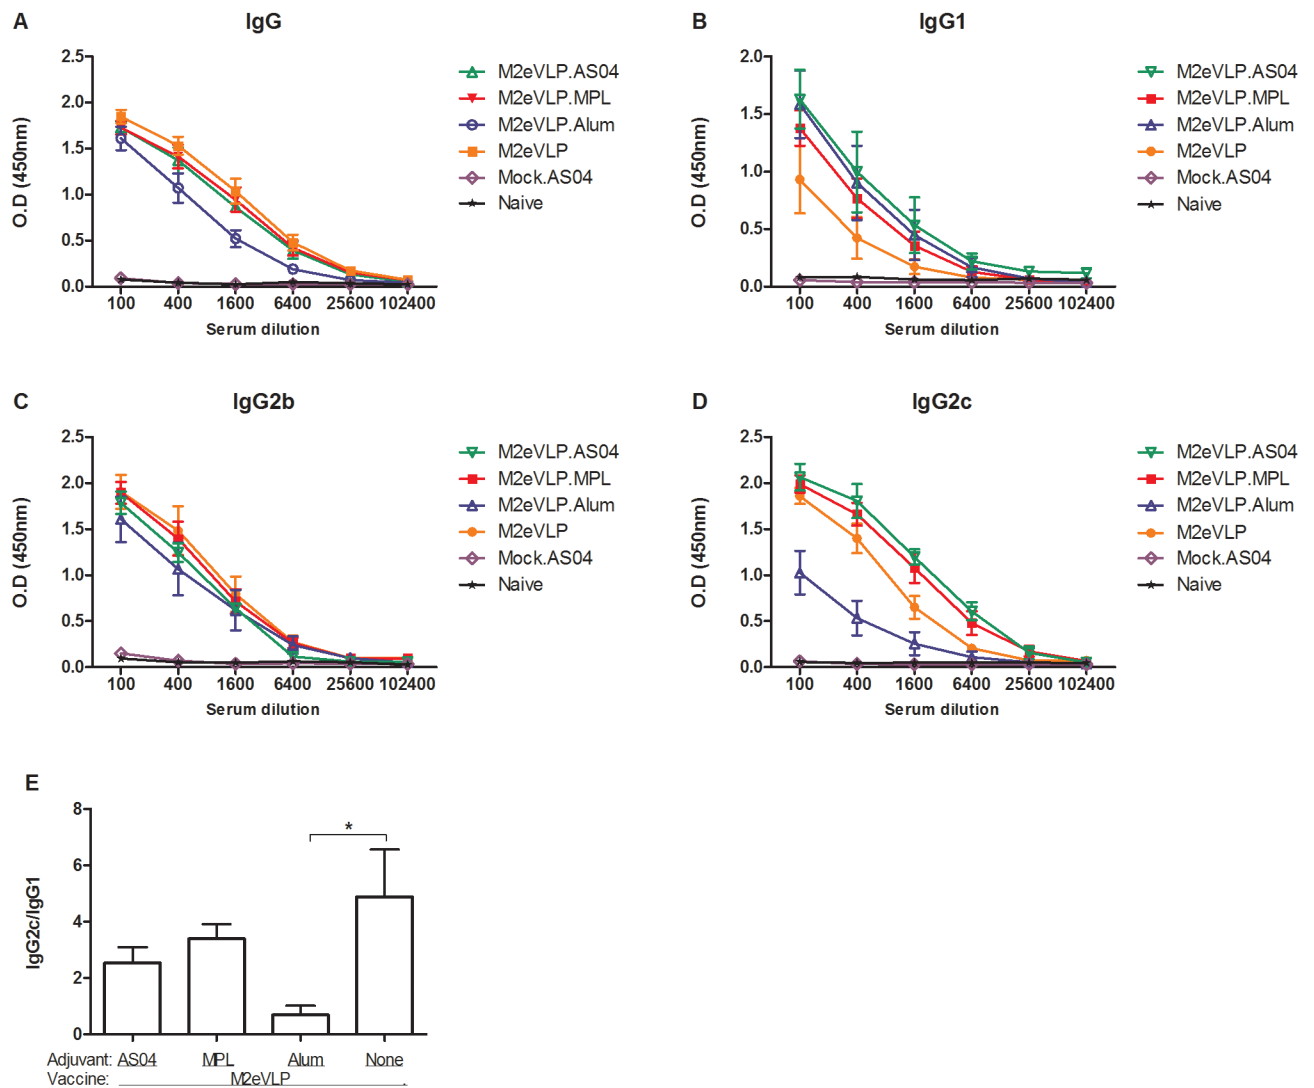 A
IgG
O.D (450nm)
2.5
2.0
1.5
1.0
0.5
0.0
100 400 1600 6400 25600 102400
Serum dilution
M2eVLP.AS04
M2eVLP.MPL
M2eVLP.Alum
M2eVLP
Mock.AS04
Naive
B
IgG1
O.D (450nm)
2.0
1.5
1.0
0.5
0.0
100 400 1600 6400 25600 102400
Serum dilution
M2eVLP.AS04
M2eVLP.MPL
M2eVLP.Alum
M2eVLP
Mock.AS04
Naive
C
IgG2b
O.D (450nm)
2.5
2.0
1.5
1.0
0.5
0.0
100 400 1600 6400 25600 102400
Serum dilution
M2eVLP.AS04
M2eVLP.MPL
M2eVLP.Alum
M2eVLP
Mock.AS04
Naive
D
IgG2c
O.D (450nm)
2.5
2.0
1.5
1.0
0.5
0.0
100 400 1600 6400 25600 102400
Serum dilution
M2eVLP.AS04
M2eVLP.MPL
M2eVLP.Alum
M2eVLP
Mock.AS04
Naive
E
IgG2c/IgG1
8
6
4
2
0
*
Adjuvant: AS04 MPL Alum None
Vaccine: M2eVLP